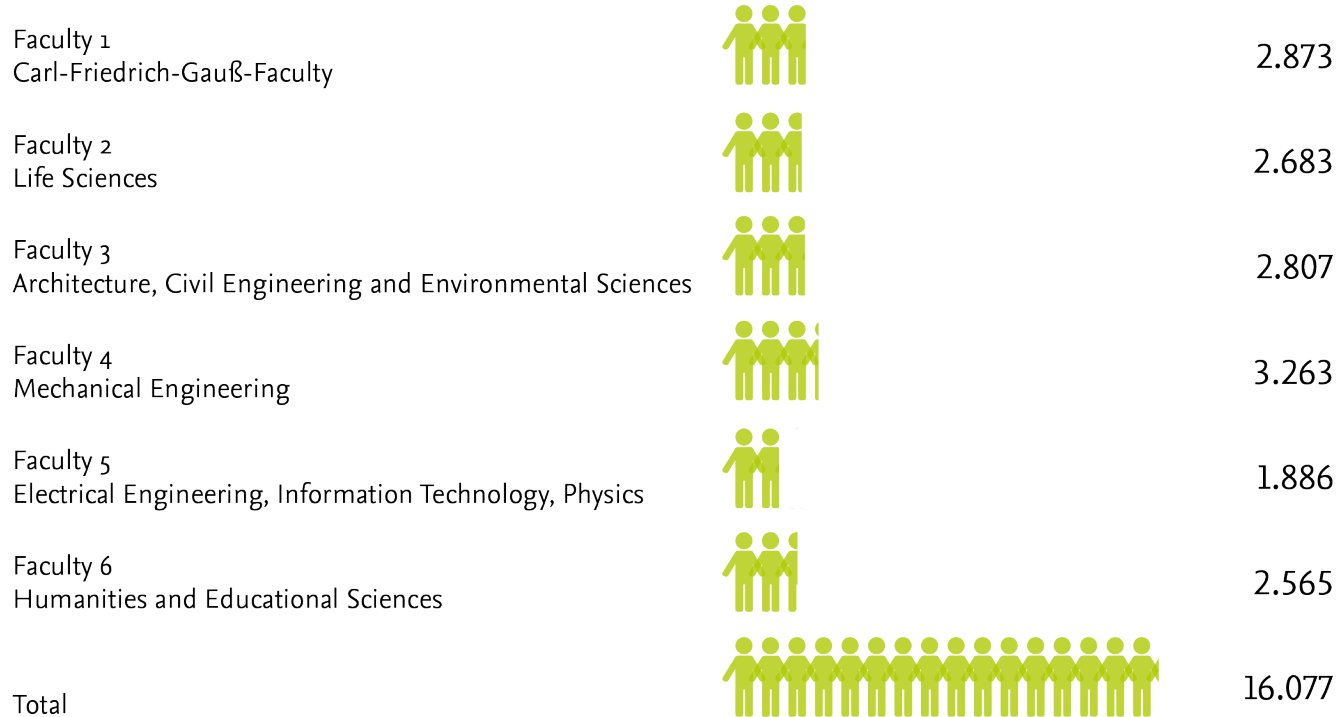 Faculty 1
Carl-Friedrich-Gauß-Faculty
2.873
Faculty 2
Life Sciences
2.683
Faculty 3
Architecture, Civil Engineering and Environmental Sciences
2.807
Faculty 4
Mechanical Engineering
3.263
Faculty 5
Electrical Engineering, Information Technology, Physics
1.886
Faculty 6
Humanities and Educational Sciences
2.565
Total
16.077